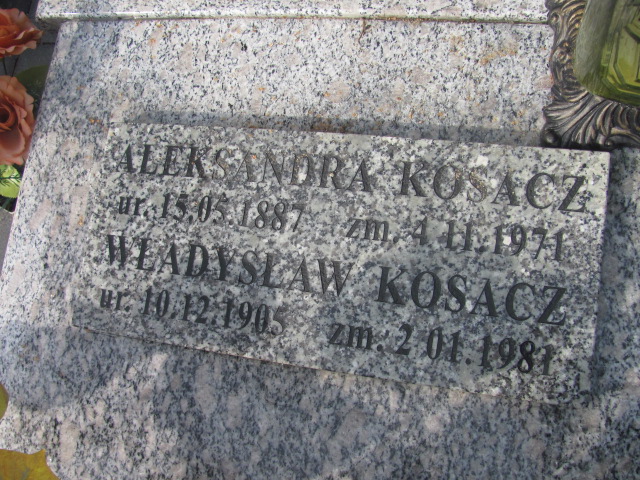 ALEKSANDRA KOSACZ
ur. 15.05.1887 zm. 4 11.1971
WŁADYSŁAW KOSACZ
ur. 10.12.1905 zm. 2 01.1981